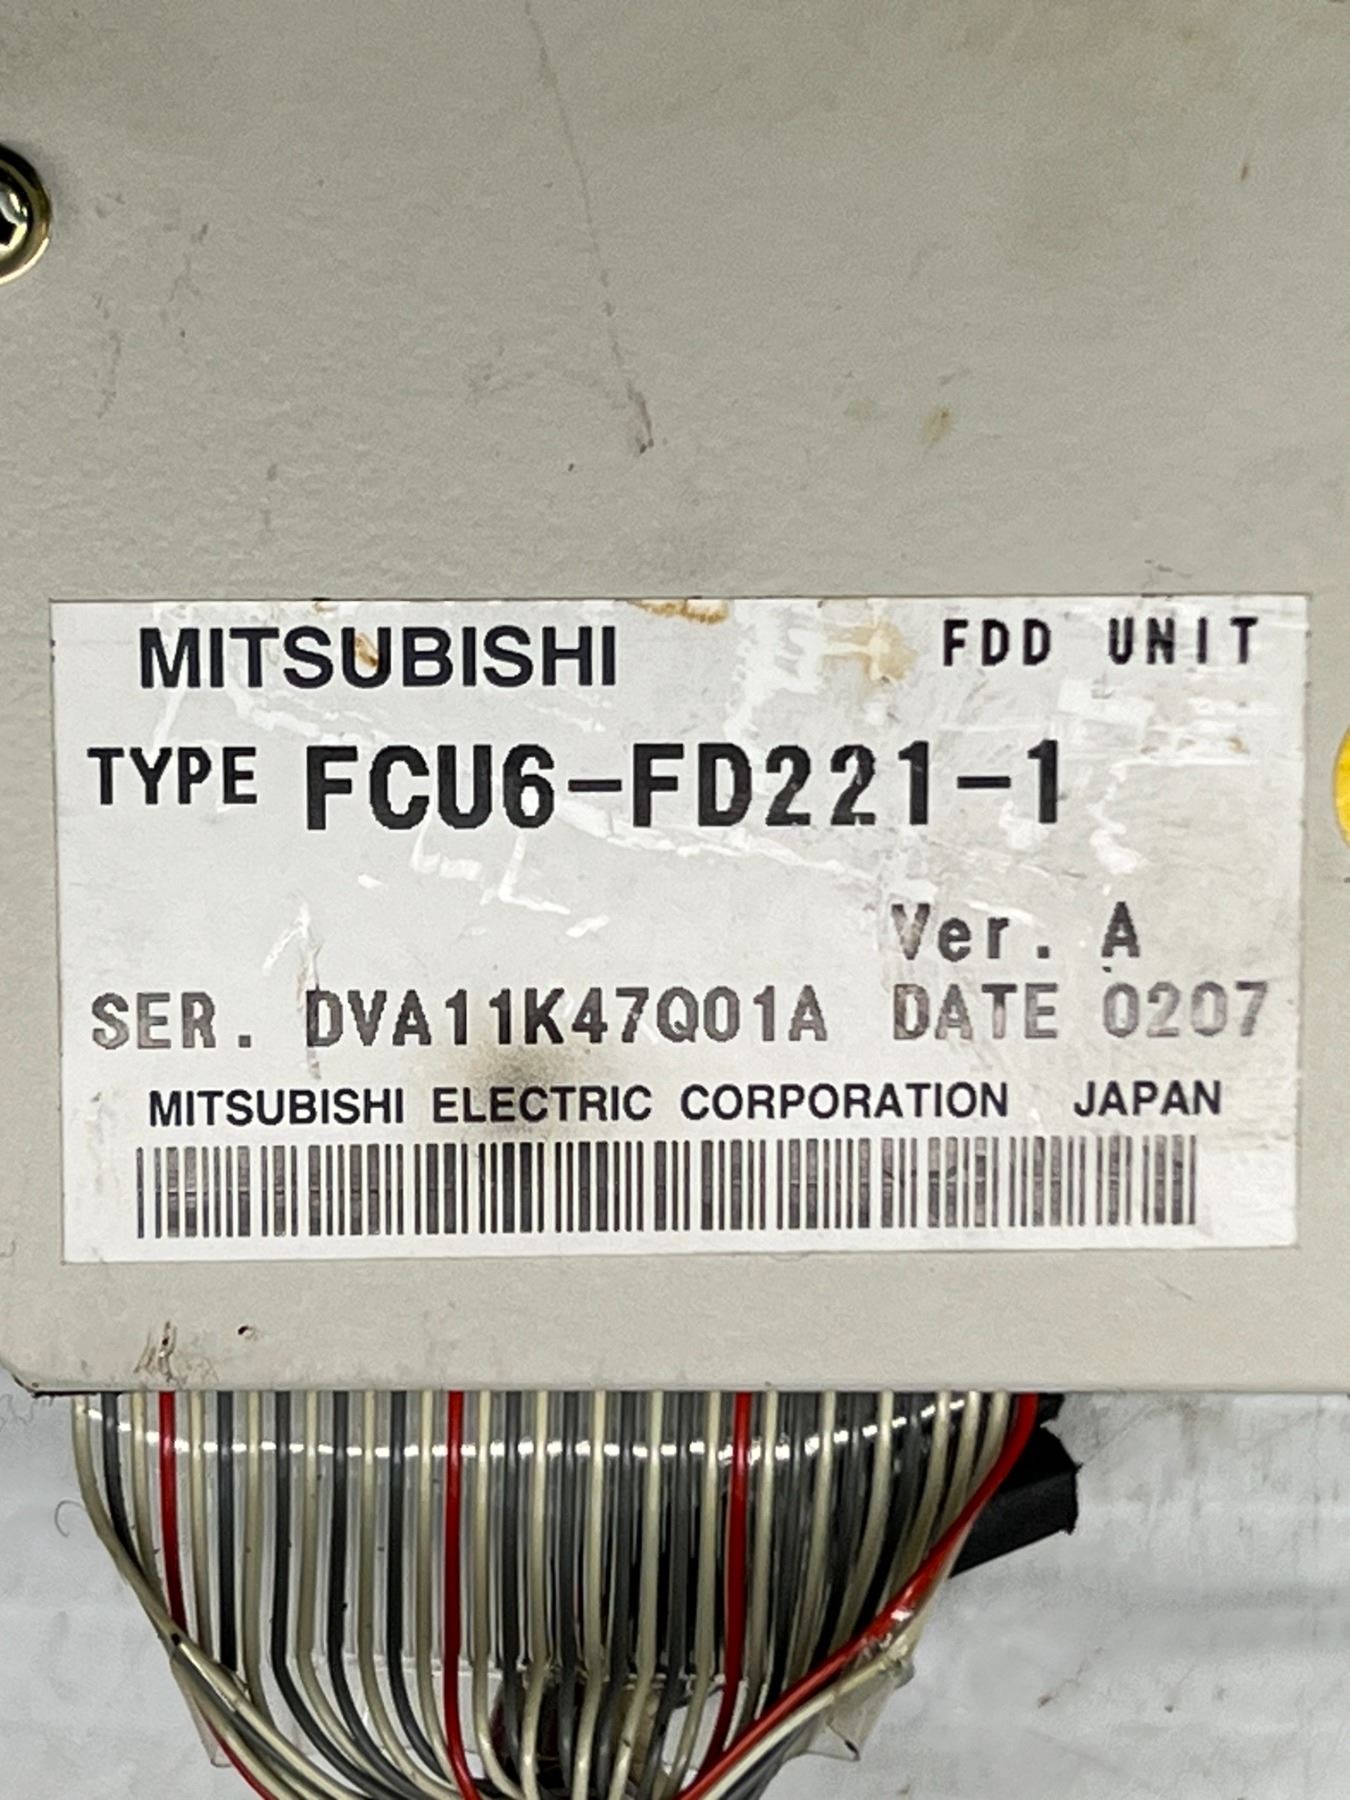 MITSUBISHI FDD UNIT
TYPE FCU6-FD221-1
Ver. A
SER. DVA11K47Q01A DATE 0207
MITSUBISHI ELECTRIC CORPORATION JAPAN